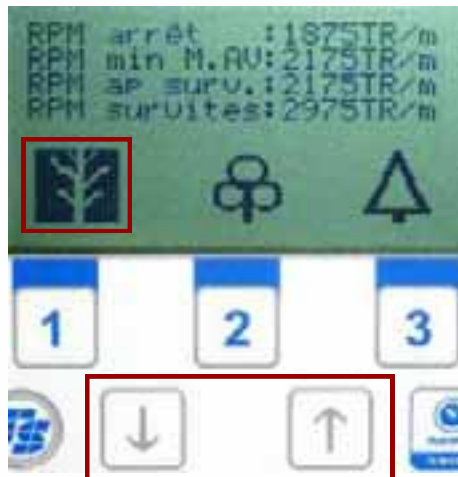 RPM arrêt :1875TR/m
RPM min M.AV:2175TR/m
RPM ap surv.:2175TR/m
RPM survites:2975TR/m
1 2 3